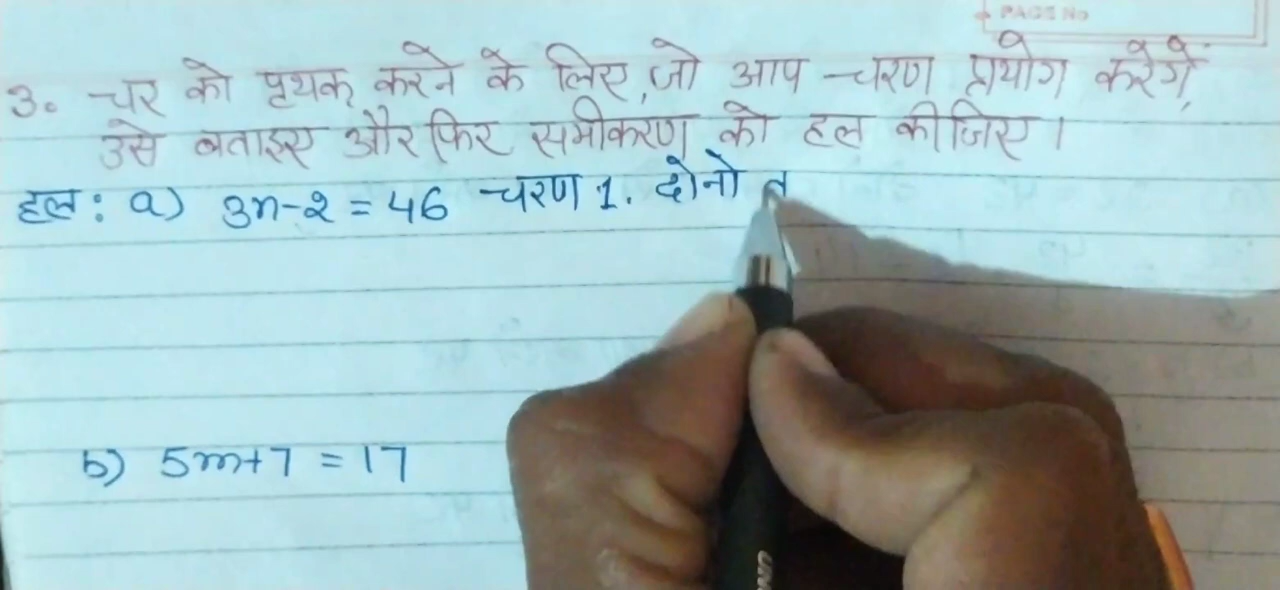 PAGE No
3. चर को पृथक करने के लिए, जो आप चरण प्रयोग करेगें,
उसे बताइए और फिर समीकरण को हल कीजिए।
हल: a) 3n-2 = 46 चरण 1. दोनो त
b) 5m+7 = 17